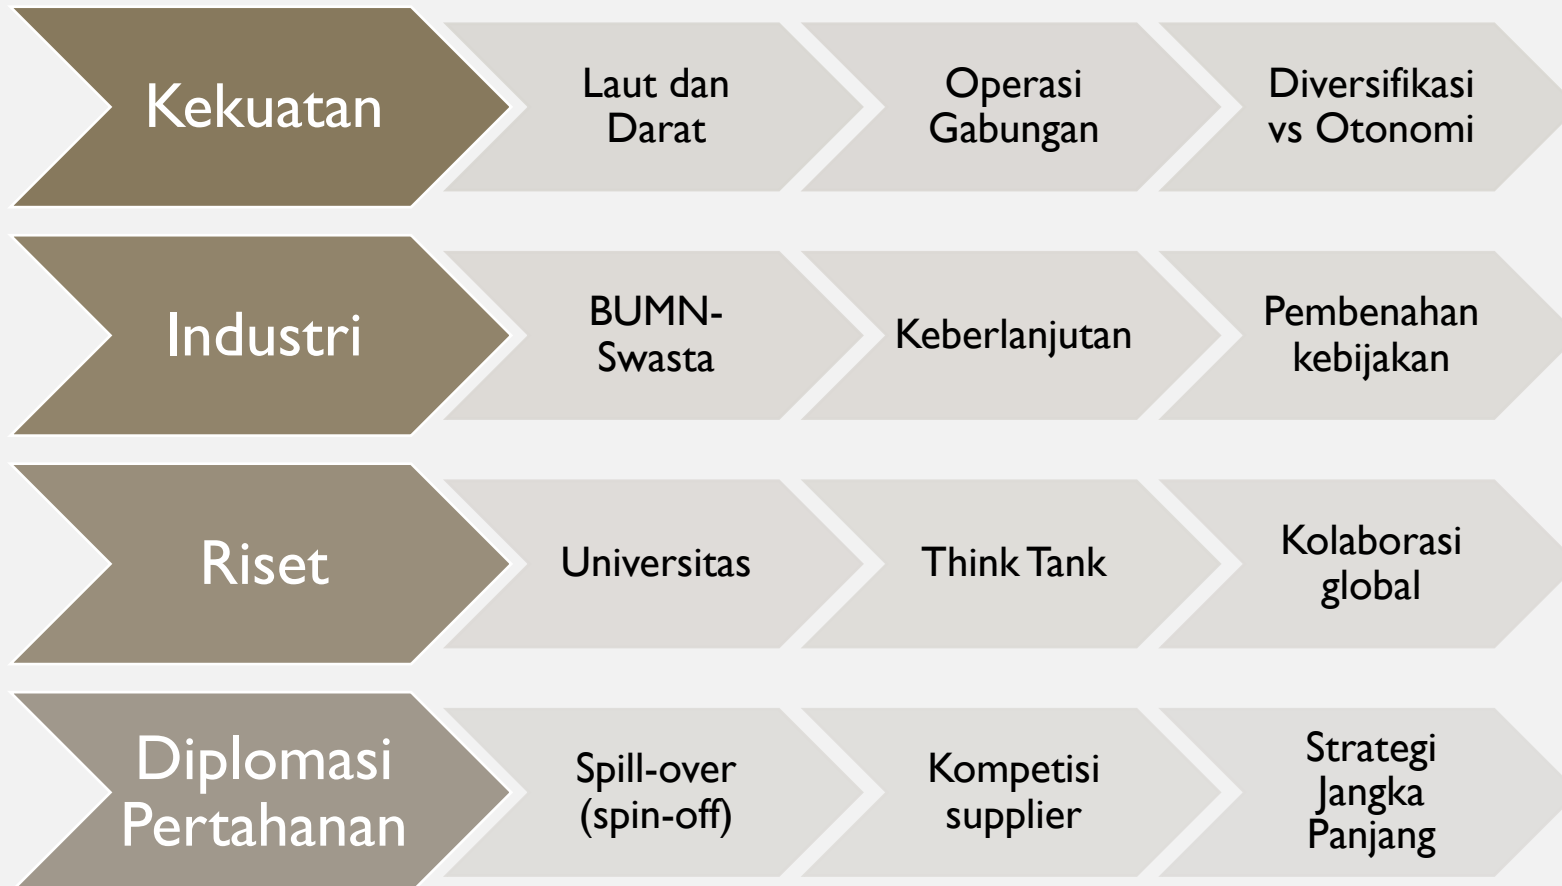 Kekuatan
Laut dan
Darat
Operasi
Gabungan
Diversifikasi
vs Otonomi
Industri
BUMN-
Swasta
Keberlanjutan
Pembenahan
kebijakan
Riset
Universitas
Think Tank
Kolaborasi
global
Diplomasi
Pertahanan
Spill-over
(spin-off)
Kompetisi
supplier
Strategi
Jangka
Panjang